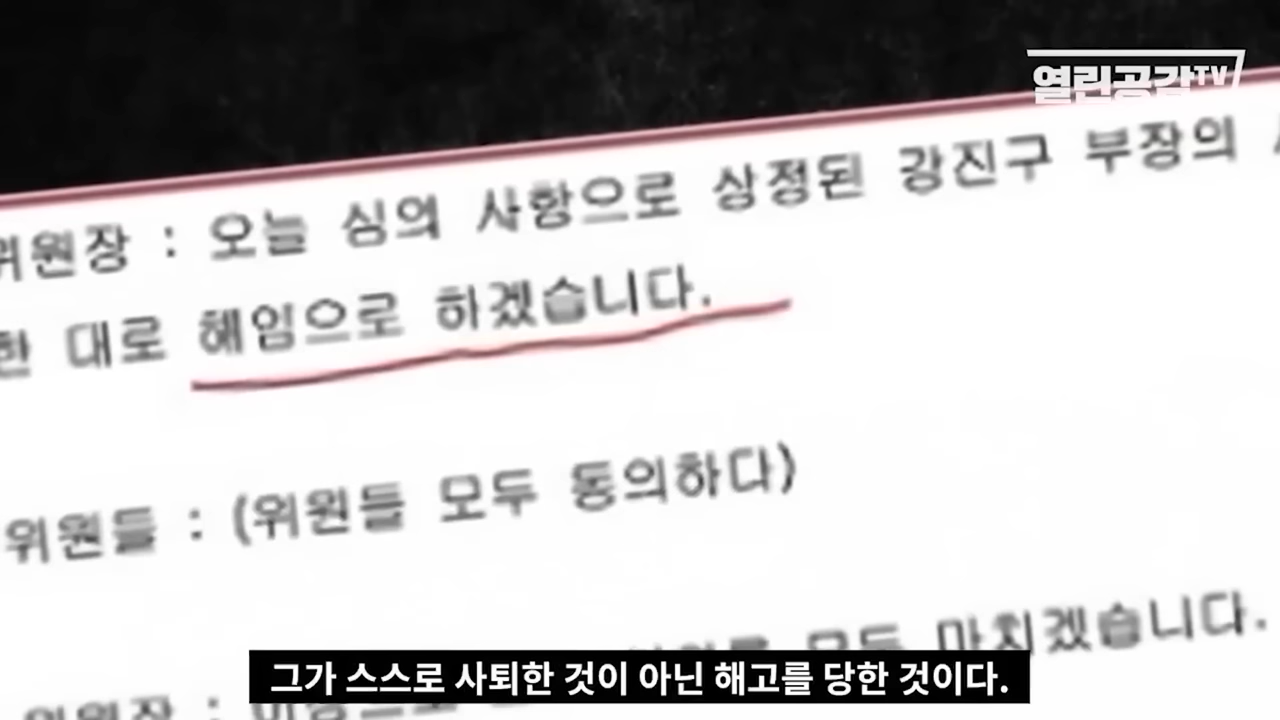 열린공감TV
위원장 : 오늘 심의 사항으로 상정된 강진구 부장의
한 대로 해임으로 하겠습니다.
위원들 : (위원들 모두 동의하다)
모두 마치겠습니다.
위원장 :
그가 스스로 사퇴한 것이 아닌 해고를 당한 것이다.